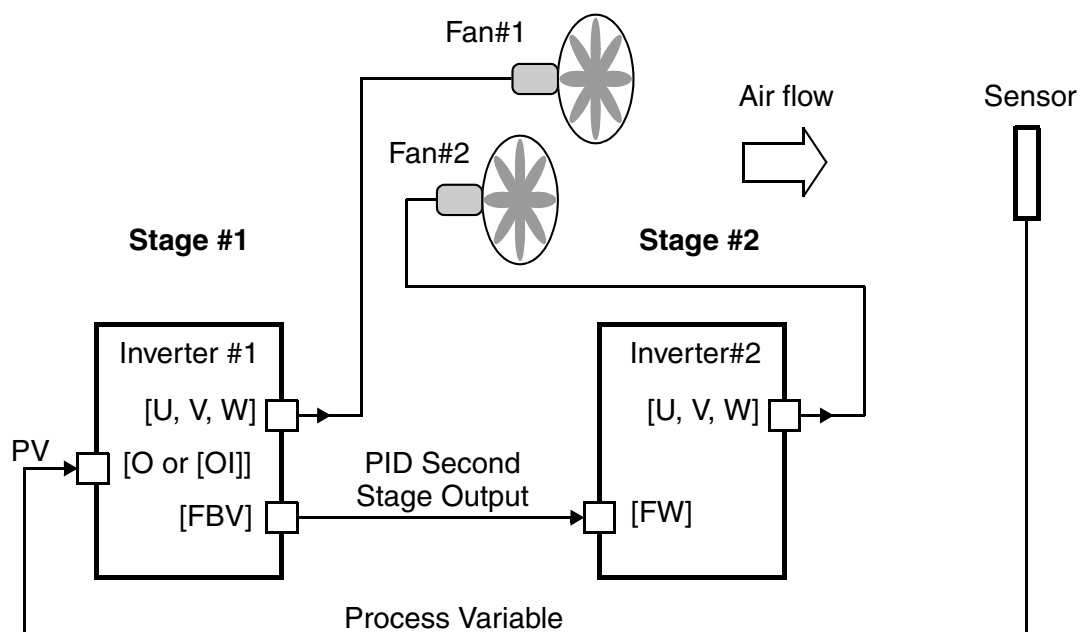 Fan#1
Air flow
Sensor
Fan#2
Stage #1
Stage #2
Inverter #1
Inverter#2
[U, V, W]
[U, V, W]
PV
[O or [OI]]
PID Second
Stage Output
[FBV]
[FW]
Process Variable